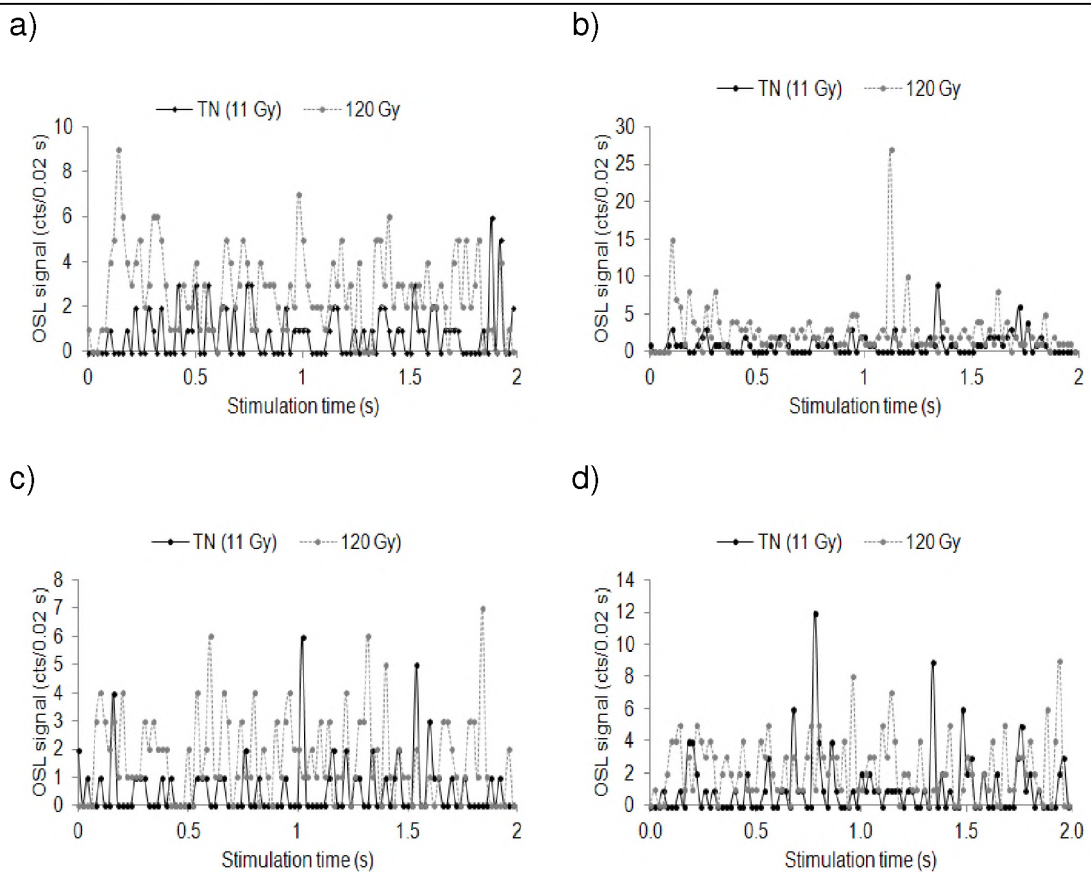 a)
TN (11 Gy) 120 Gy
OSL signal (cts/0.02 s)
10
8
6
4
2
0
0 0.5 1 1.5 2
Stimulation time (s)
b)
TN (11 Gy) 120 Gy
OSL signal (cts/0.02 s)
30
25
20
15
10
5
0
0 0.5 1 1.5 2
Stimulation time (s)
c)
TN (11 Gy) 120 Gy)
OSL signal (cts/0.02 s)
8
7
6
5
4
3
2
1
0
0 0.5 1 1.5 2
Stimulation time (s)
d)
TN (11 Gy) 120 Gy
OSL signal (cts/0.02 s)
14
12
10
8
6
4
2
0
0.0 0.5 1.0 1.5 2.0
Stimulation time (s)